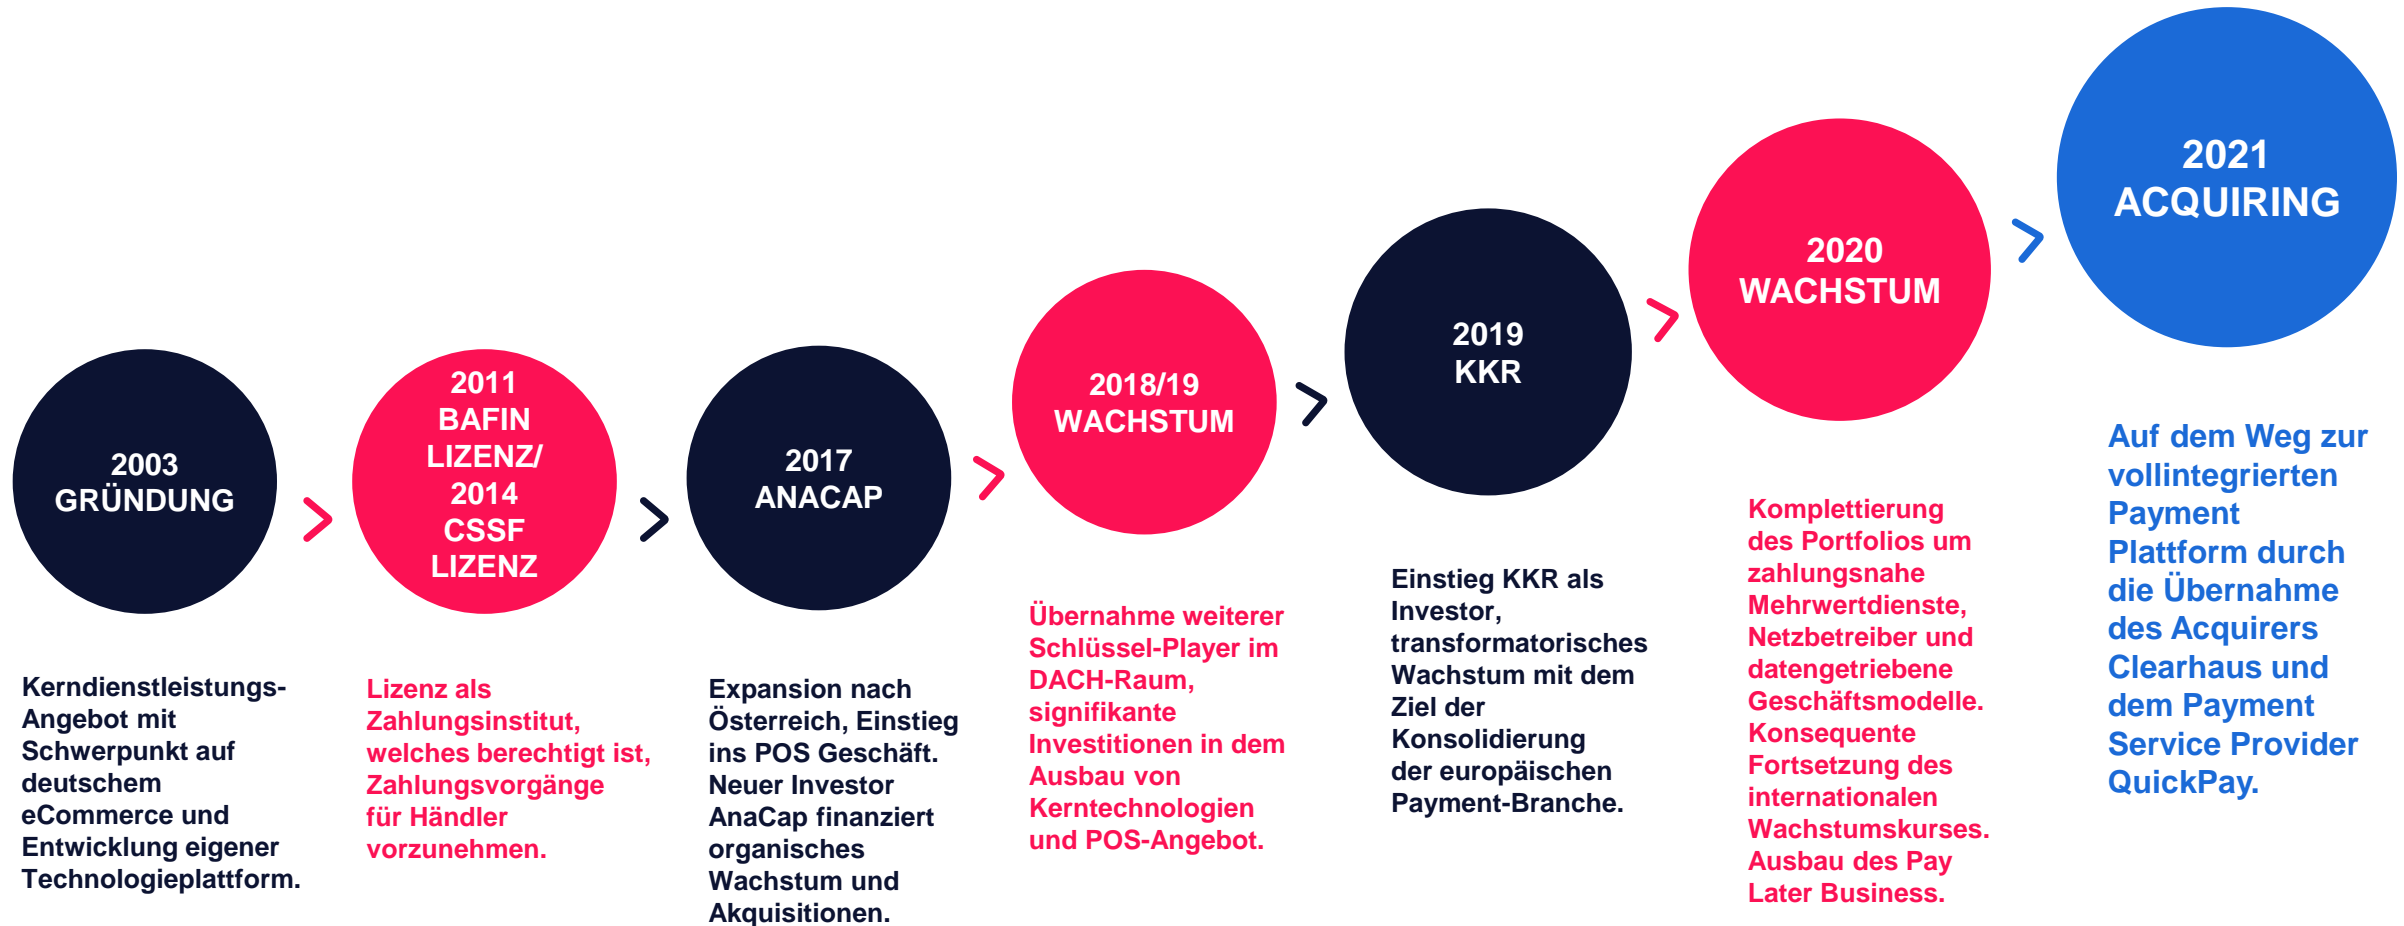 2003
GRÜNDUNG
Kerndienstleistungs-
Angebot mit
Schwerpunkt auf
deutschem
eCommerce und
Entwicklung eigener
Technologieplattform.
2011
BAFIN
LIZENZ/
2014
CSSF
LIZENZ
Lizenz als
Zahlungsinstitut,
welches berechtigt ist,
Zahlungsvorgänge
für Händler
vorzunehmen.
2017
ANACAP
Expansion nach
Österreich, Einstieg
ins POS Geschäft.
Neuer Investor
AnaCap finanziert
organisches
Wachstum und
Akquisitionen.
2018/19
WACHSTUM
Übernahme weiterer
Schlüssel-Player im
DACH-Raum,
signifikante
Investitionen in dem
Ausbau von
Kerntechnologien
und POS-Angebot.
2019
KKR
Einstieg KKR als
Investor,
transformatorisches
Wachstum mit dem
Ziel der
Konsolidierung
der europäischen
Payment-Branche.
2020
WACHSTUM
Komplettierung
des Portfolios um
zahlungsnahe
Mehrwertdienste,
Netzbetreiber und
datengetriebene
Geschäftsmodelle.
Konsequente
Fortsetzung des
internationalen
Wachstumskurses.
Ausbau des Pay
Later Business.
2021
ACQUIRING
Auf dem Weg zur
vollintegrierten
Payment
Plattform durch
die Übernahme
des Acquirers
Clearhaus und
dem Payment
Service Provider
QuickPay.